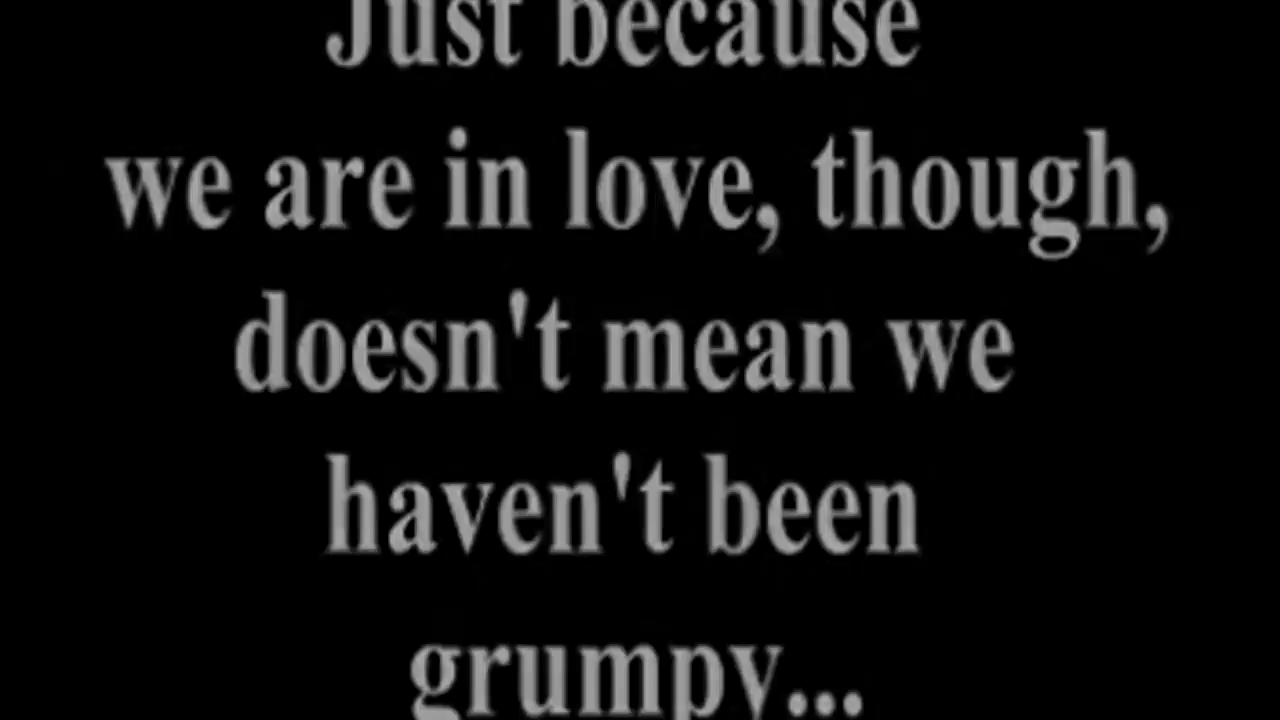 Just because
we are in love, though,
doesn't mean we
haven't been
grumpy...